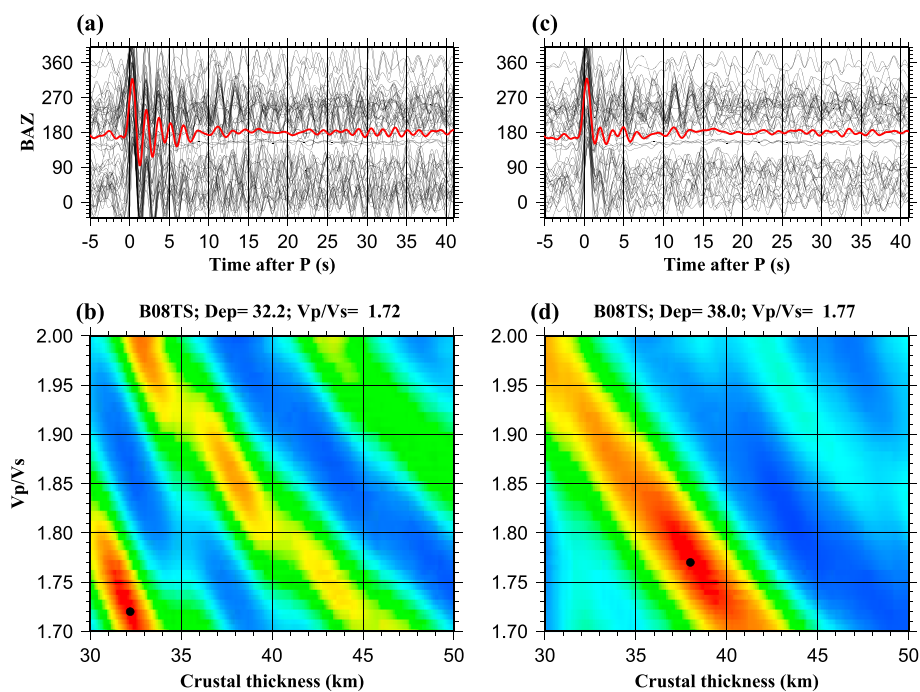 (a)
(c)
360
270
180
90
0
BAZ
-5 0 5 10 15 20 25 30 35 40
Time after P (s)
360
270
180
90
0
-5 0 5 10 15 20 25 30 35 40
Time after P (s)
(b) B08TS; Dep= 32.2; Vp/Vs= 1.72
(d) B08TS; Dep= 38.0; Vp/Vs= 1.77
2.00
1.95
1.90
1.85
1.80
1.75
1.70
Vp/Vs
30 35 40 45 50
Crustal thickness (km)
2.00
1.95
1.90
1.85
1.80
1.75
1.70
30 35 40 45 50
Crustal thickness (km)